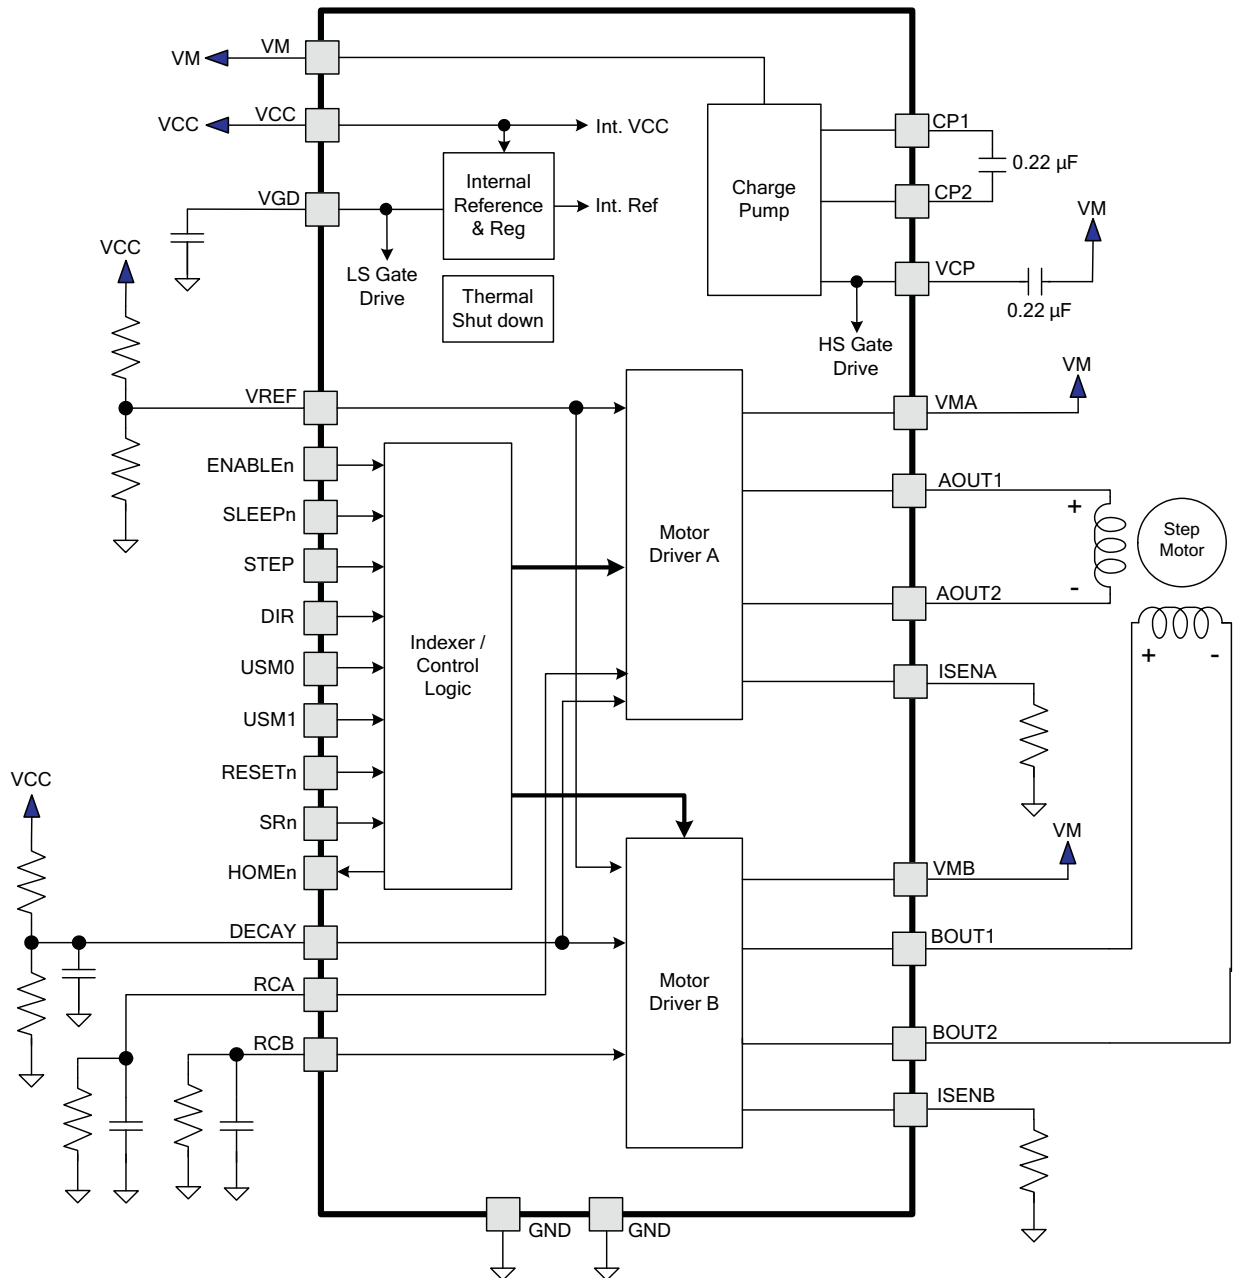 VM
VM
VCC
VCC
Int. VCC
VGD
Internal
Reference
& Reg
Int. Ref
LS Gate
Drive
Thermal
Shut down
Charge
Pump
CP1
0.22 µF
CP2
VM
VCP
0.22 µF
HS Gate
Drive
VCC
VREF
ENABLEn
SLEEPn
STEP
DIR
USM0
USM1
RESETn
SRn
HOMEn
Indexer /
Control
Logic
Motor
Driver A
VM
VMA
AOUT1
+
-
AOUT2
Step
Motor
+
-
ISENA
VCC
DECAY
RCA
RCB
Motor
Driver B
VM
VMB
BOUT1
BOUT2
ISENB
GND
GND